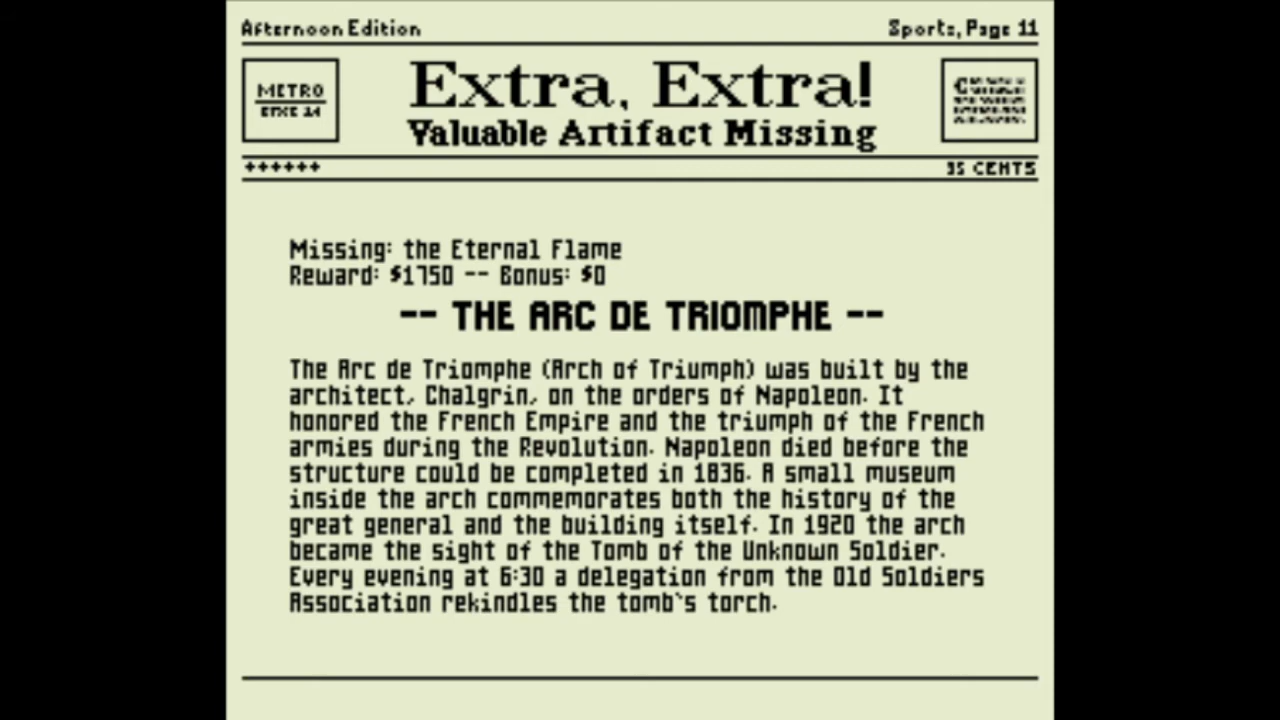 Afternoon Edition
Sports, Page 11
METRO
Extra, Extra!
Valuable Artifact Missing
++++++
35 CENTS
Missing: the Eternal Flame
Reward: $1750 -- Bonus: $0
-- THE ARC DE TRIOMPHE --
The Arc de Triomphe (Arch of Triumph) was built by the
architect, Chalgrin, on the orders of Napoleon. It
honored the French Empire and the triumph of the French
armies during the Revolution. Napoleon died before the
structure could be completed in 1836. A small museum
inside the arch commemorates both the history of the
great general and the building itself. In 1920 the arch
became the sight of the Tomb of the Unknown Soldier.
Every evening at 6:30 a delegation from the Old Soldiers
Association rekindles the tomb's torch.